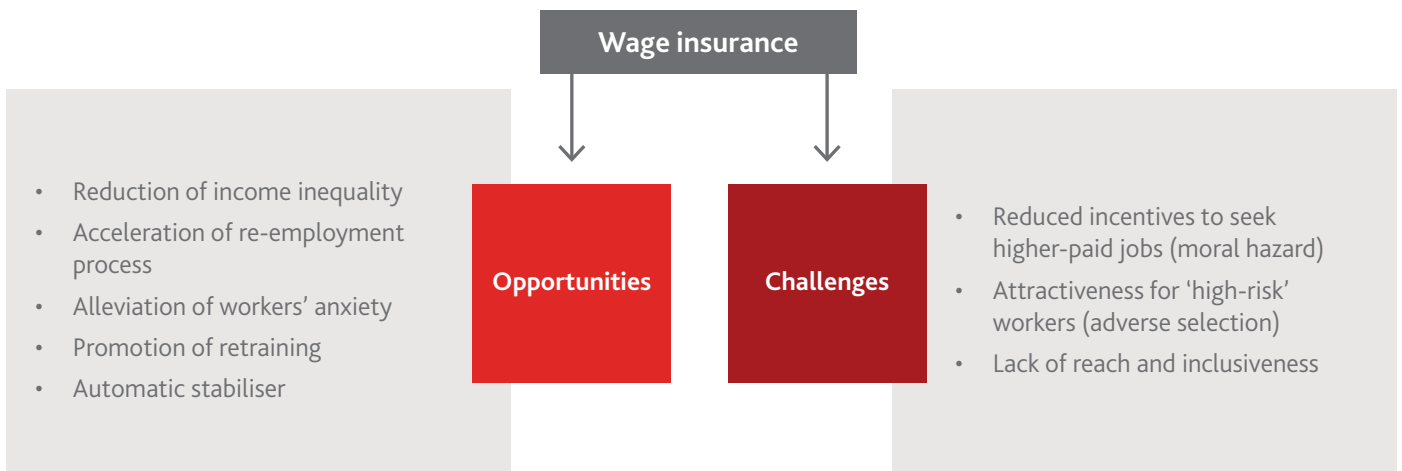 Wage insurance
• Reduction of income inequality
• Acceleration of re-employment
process
• Alleviation of workers’ anxiety
• Promotion of retraining
• Automatic stabiliser
Opportunities
Challenges
• Reduced incentives to seek
higher-paid jobs (moral hazard)
• Attractiveness for ‘high-risk’
workers (adverse selection)
• Lack of reach and inclusiveness